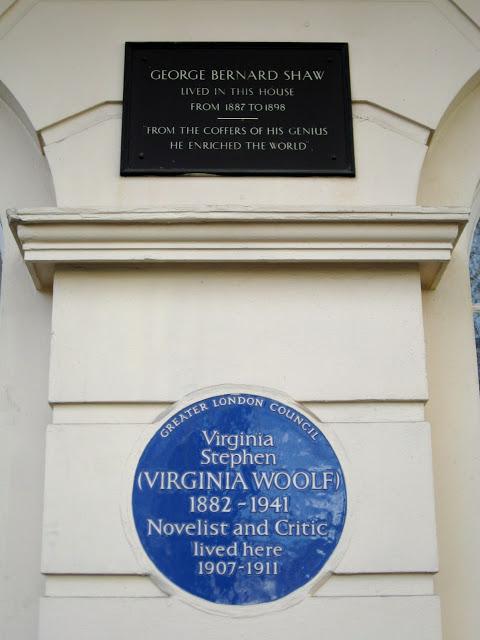 GEORGE BERNARD SHAW
LIVED IN THIS HOUSE
FROM 1887 TO 1898
"FROM THE COFFERS OF HIS GENIUS
HE ENRICHED THE WORLD"
GREATER LONDON COUNCIL
Virginia
Stephen
(VIRGINIA WOOLF)
1882 - 1941
Novelist and Critic
lived here
1907-1911